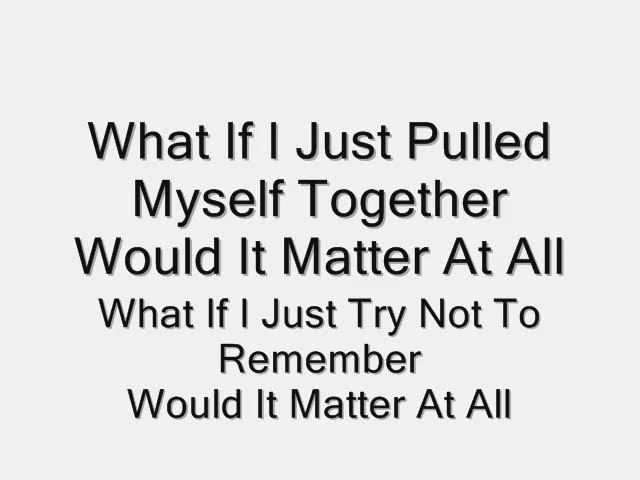 What If I Just Pulled
Myself Together
Would It Matter At All
What If I Just Try Not To
Remember
Would It Matter At All